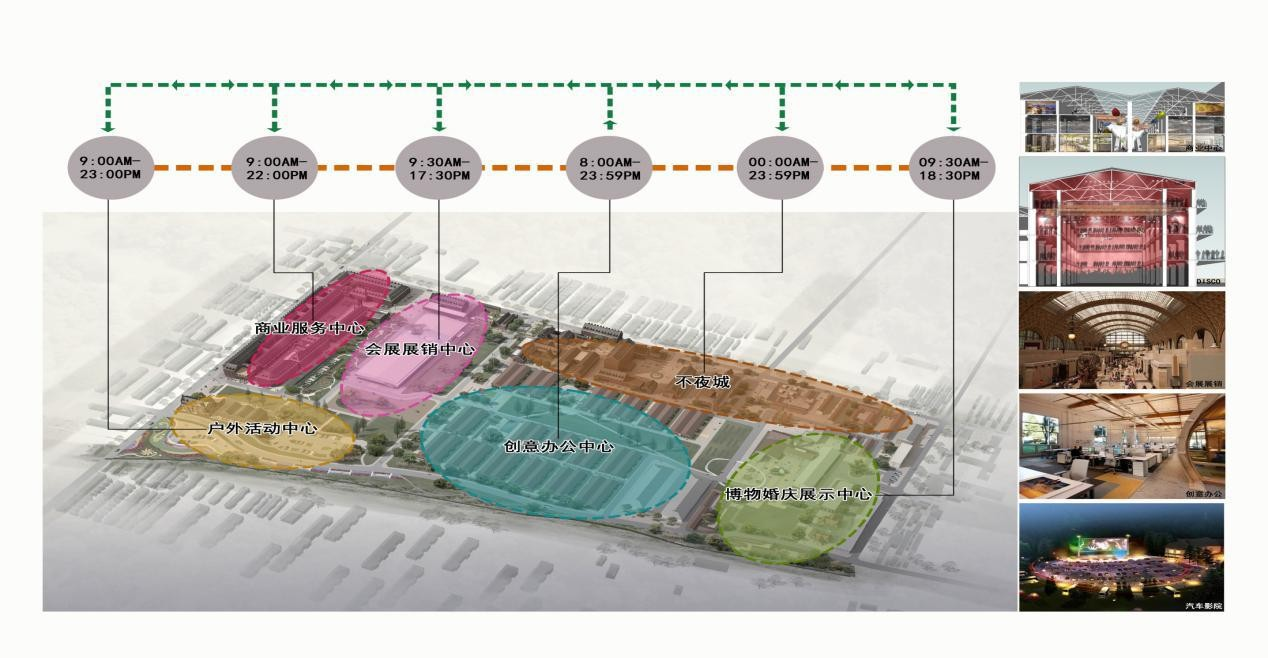 9:00AM—
23:00PM
9:00AM—
22:00PM
9:30AM—
17:30PM
8:00AM—
23:59PM
00:00AM—
23:59PM
09:30AM—
18:30PM
商业服务中心
会展展销中心
不夜城
户外活动中心
创意办公中心
博物婚庆展示中心
商业中心
DISCO
会展展销
创意办公
汽车影院